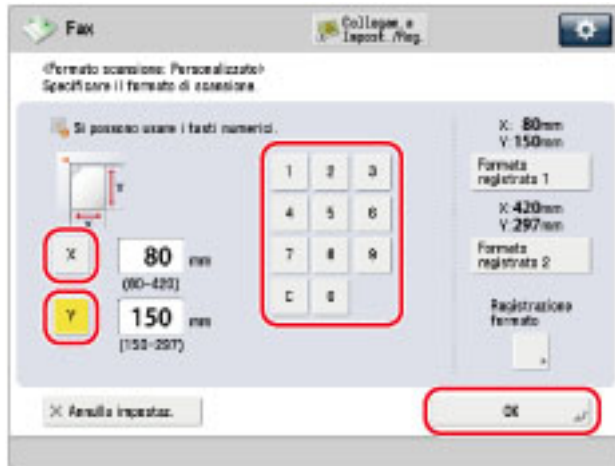 Fax
Collegam. a
Impost./Reg.
<Formato scansione: Personalizzato>
Specificare il formato di scansione.
Si possono usare i tasti numerici.
X: 80mm
Y: 150mm
Formato
registrato 1
X: 420mm
Y: 297mm
Formato
registrato 2
Registrazione
formato
Y
X
X 80 mm
(80-420)
Y 150 mm
(150-297)
1 2 3
4 5 6
7 8 9
C 0
Annulla impostaz.
OK